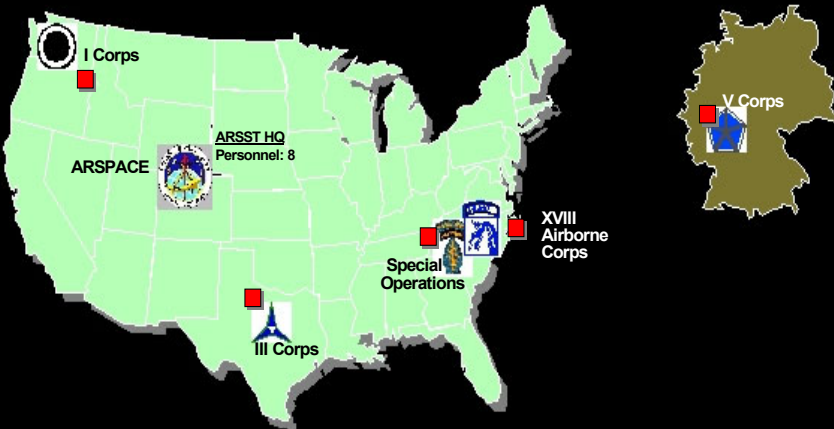 I Corps
V Corps
ARSST HQ
Personnel: 8
ARSPACE
XVIII
Airborne
Corps
Special
Operations
III Corps